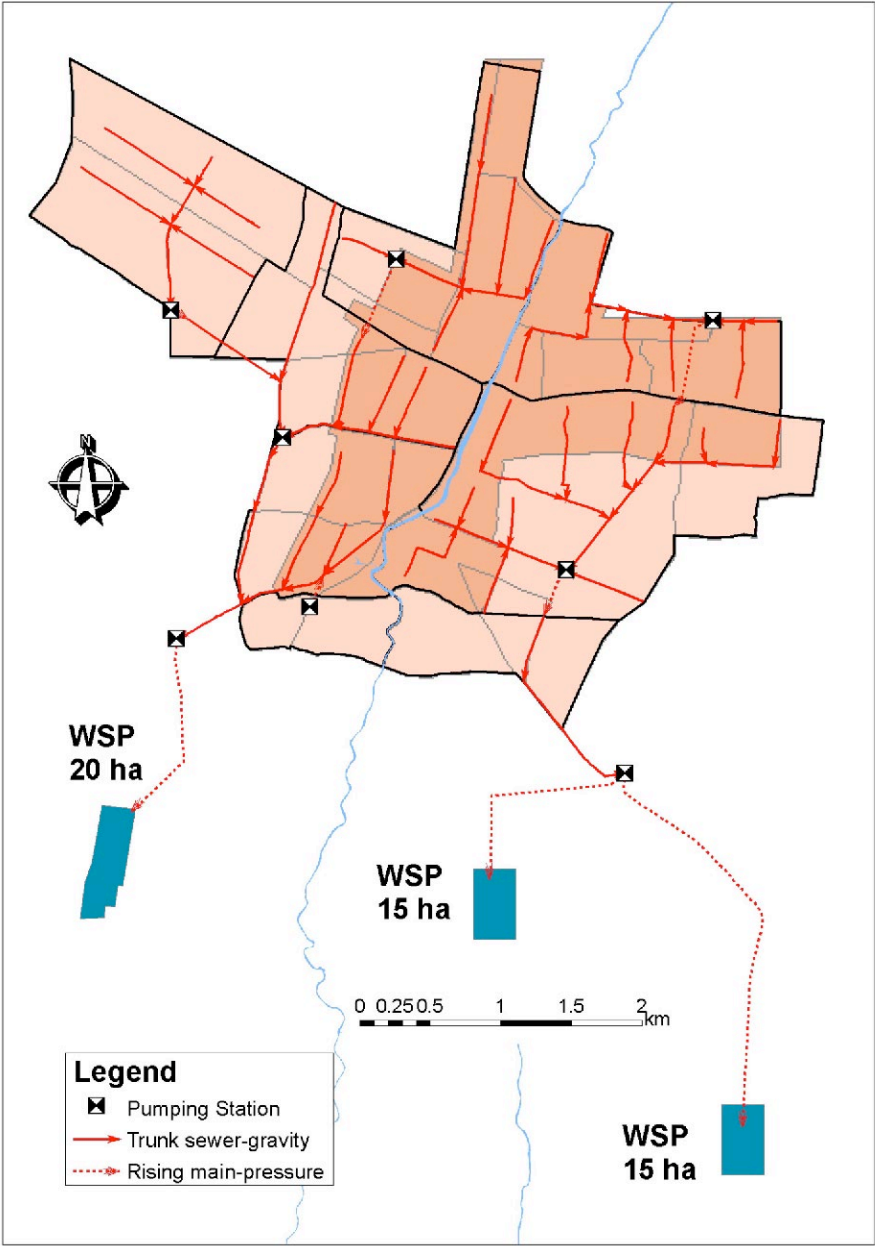 N
WSP
20 ha
WSP
15 ha
0 0.25 0.5 1 1.5 2
km
WSP
15 ha
Legend
Pumping Station
Trunk sewer-gravity
Rising main-pressure